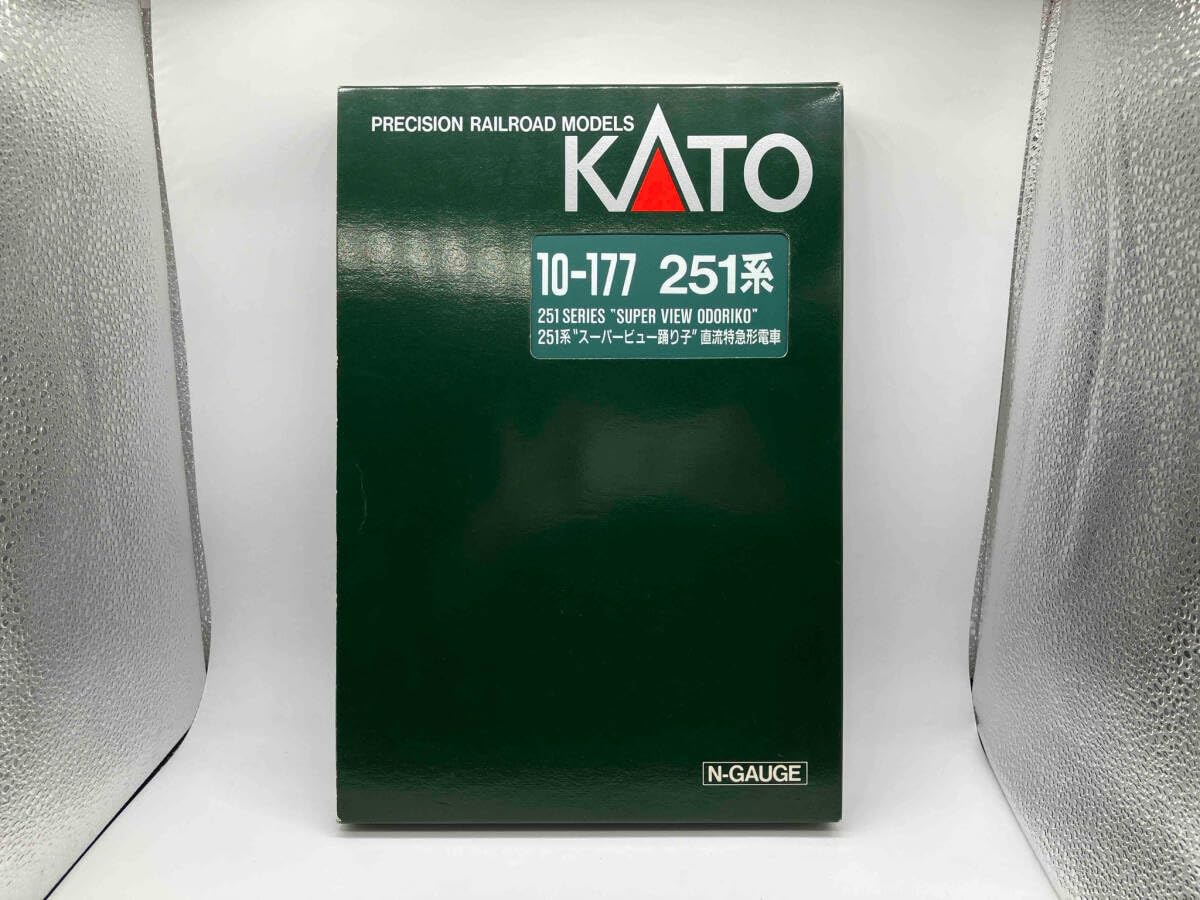 PRECISION RAILROAD MODELS
KATO
10-177 251系
251 SERIES "SUPER VIEW ODORIKO"
251系"スーパービュー踊り子" 直流特急形電車
N-GAUGE